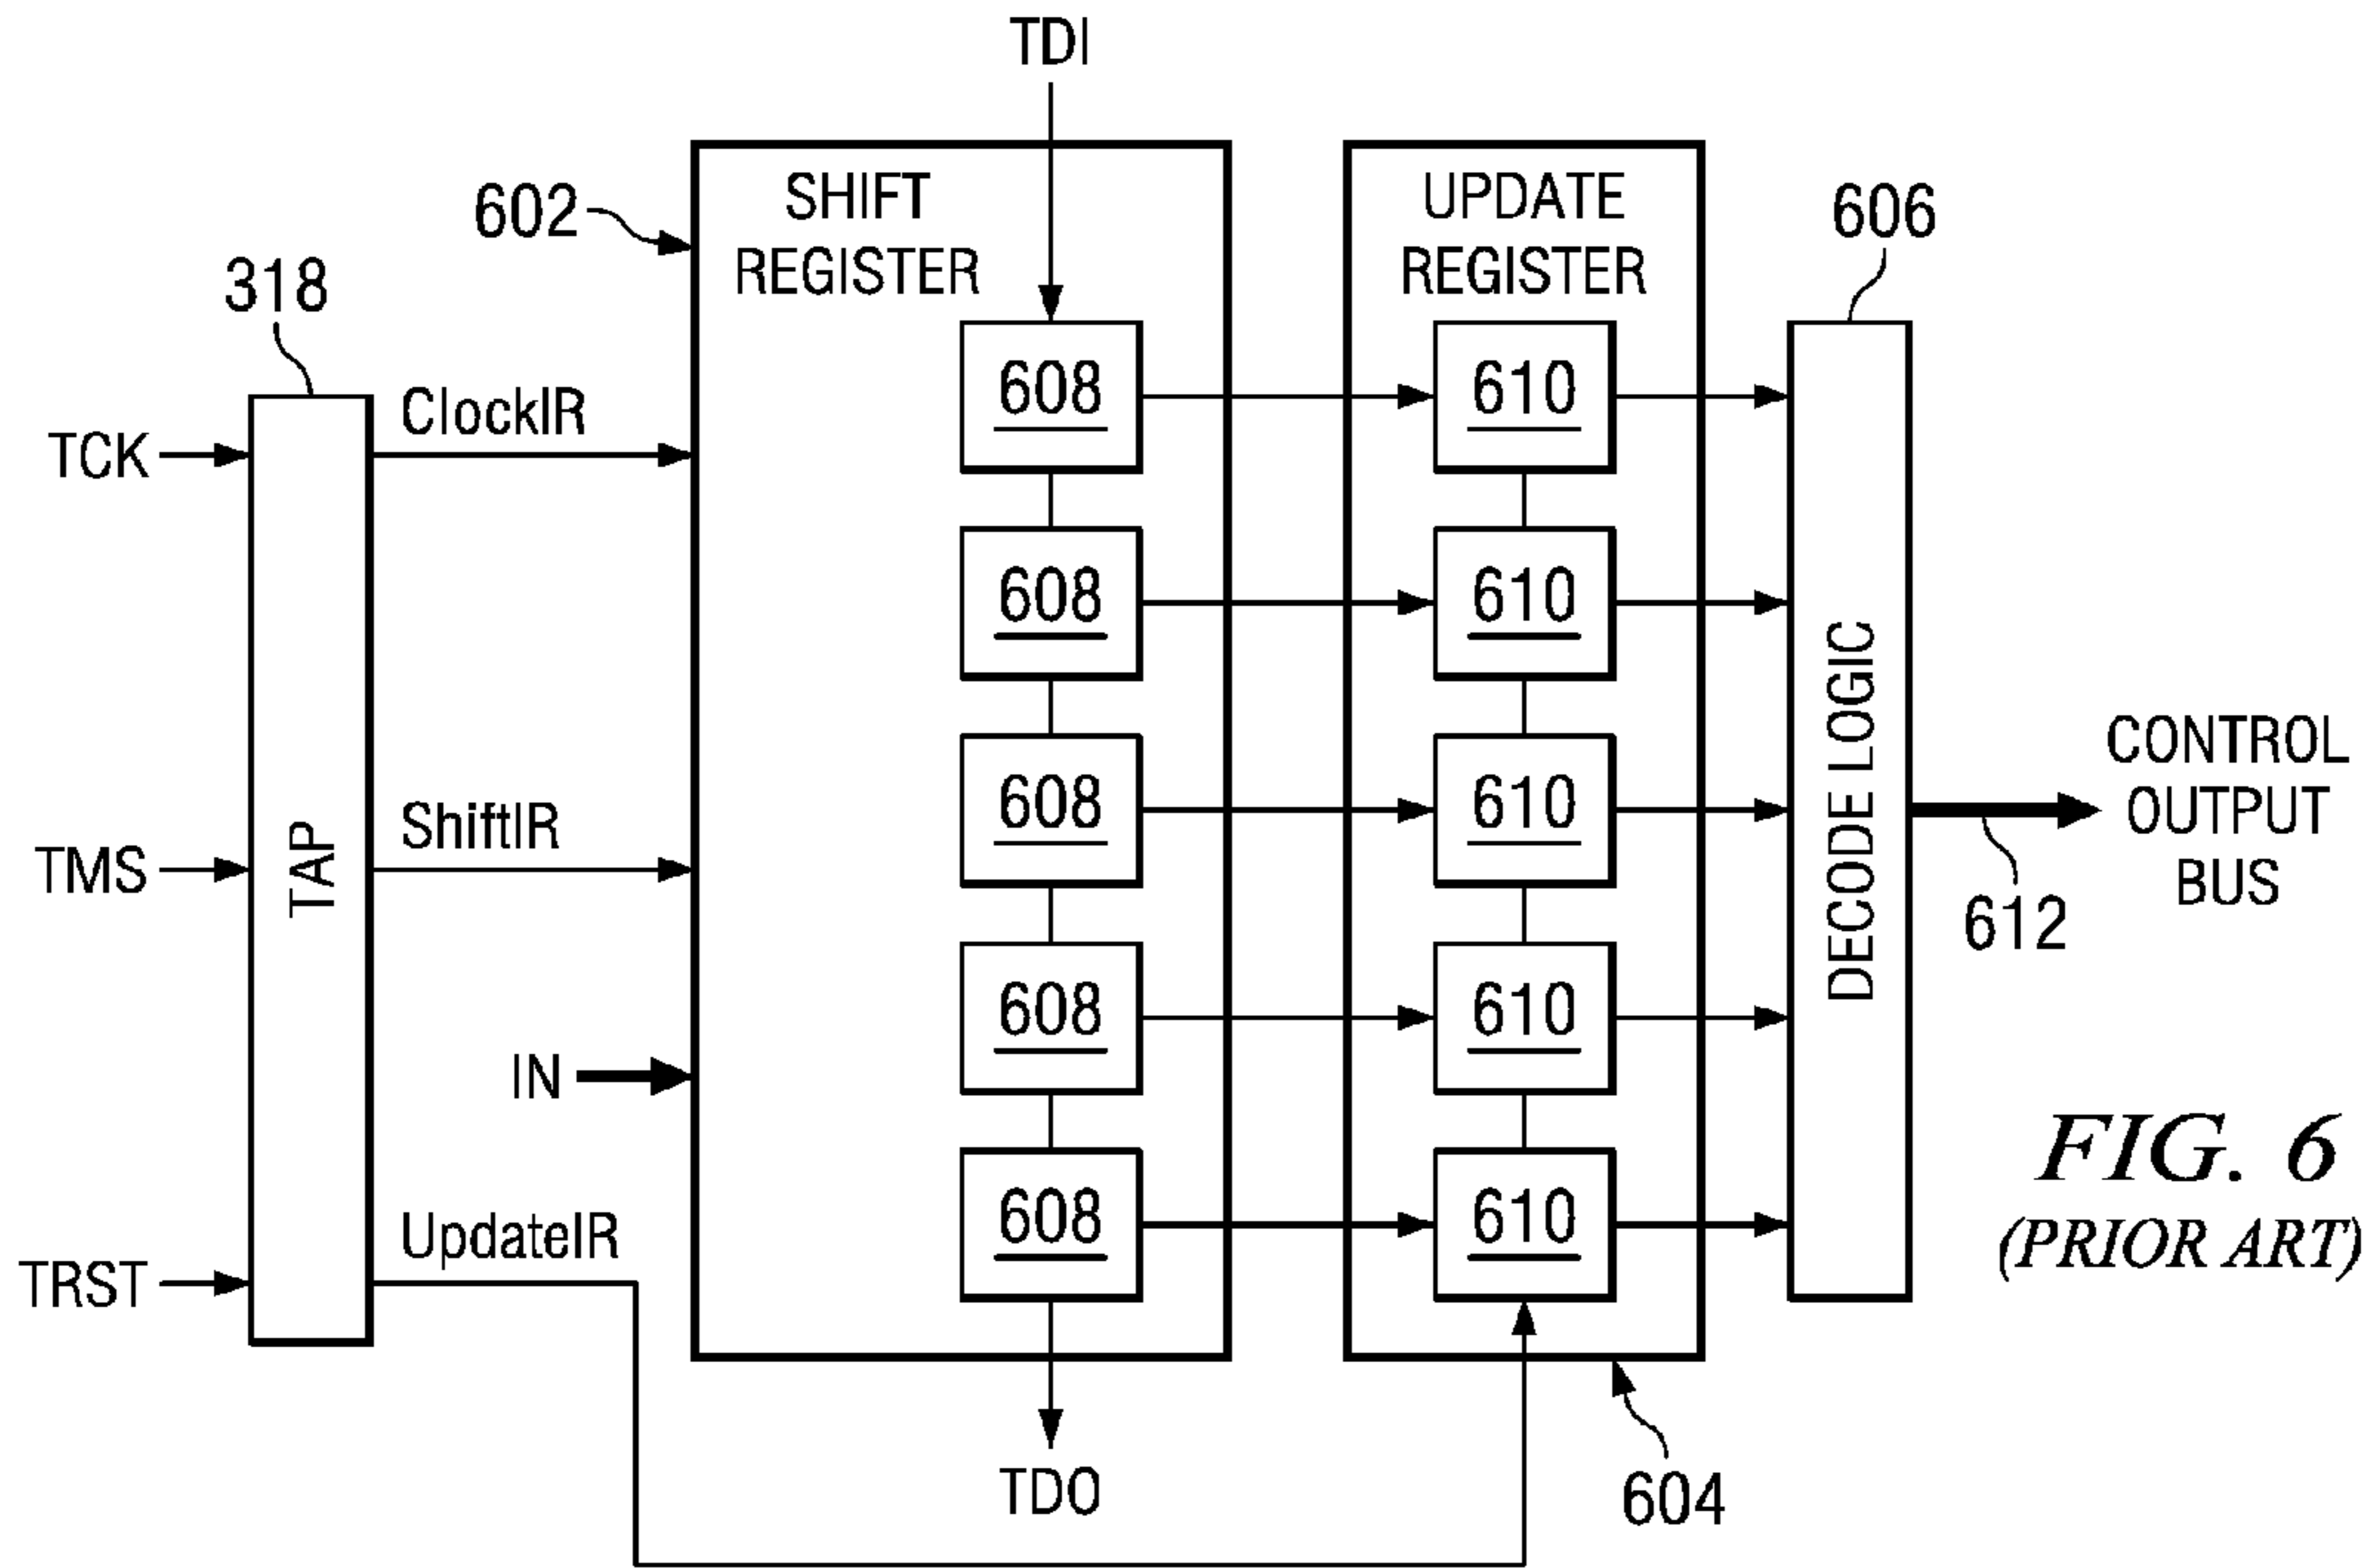 TDI
602
SHIFT
REGISTER
UPDATE
REGISTER
606
318
TCK
ClockIR
608
610
608
610
TMS
TAP
ShiftIR
608
610
DECODE LOGIC
CONTROL
OUTPUT
BUS
612
IN
608
610
TRST
UpdateIR
608
610
FIG. 6
(PRIOR ART)
TDO
604